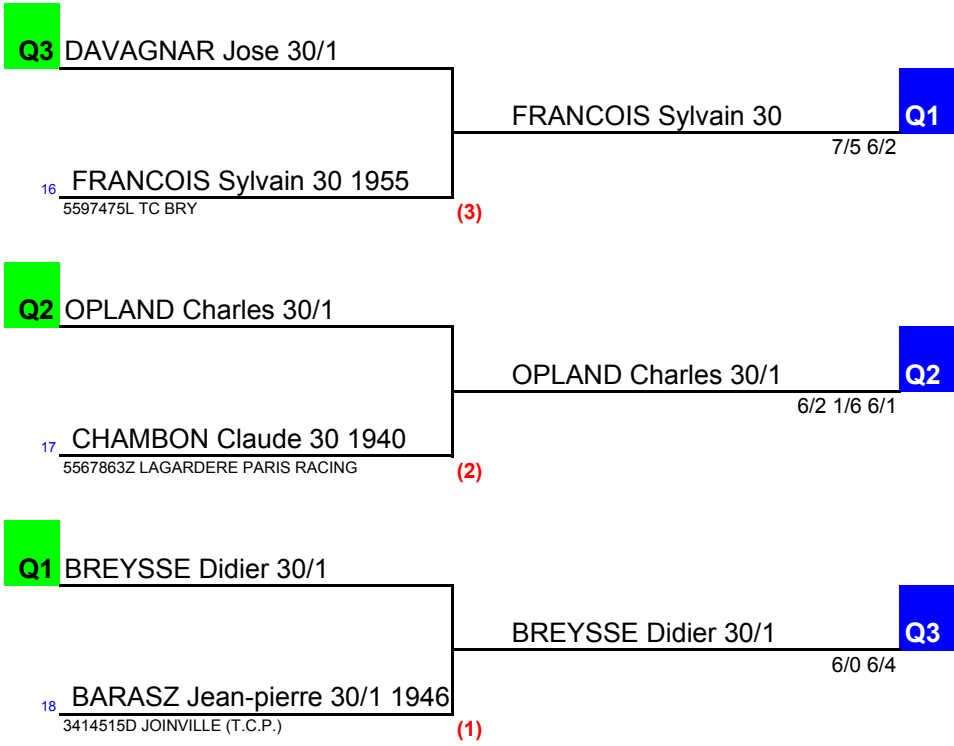 Q3 DAVAGNAR Jose 30/1
FRANCOIS Sylvain 30 Q1
7/5 6/2
16 FRANCOIS Sylvain 30 1955
5597475L TC BRY
(3)
Q2 OPLAND Charles 30/1
OPLAND Charles 30/1 Q2
6/2 1/6 6/1
17 CHAMBON Claude 30 1940
5567863Z LAGARDERE PARIS RACING
(2)
Q1 BREYSSE Didier 30/1
BREYSSE Didier 30/1 Q3
6/0 6/4
18 BARASZ Jean-pierre 30/1 1946
3414515D JOINVILLE (T.C.P.)
(1)